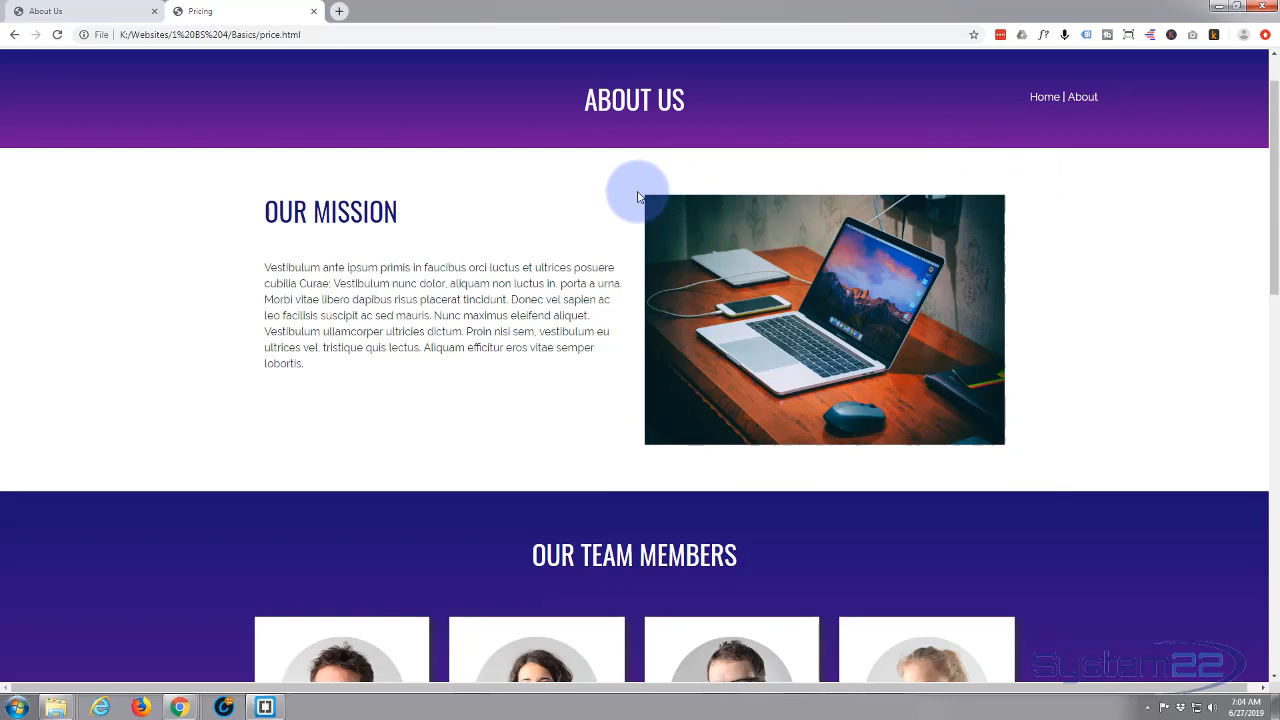 About Us
Pricing
File K:/Websites/1%20BS%204/Basics/price.html
ABOUT US
Home | About
OUR MISSION
Vestibulum ante ipsum primis in faucibus orci luctus et ultrices posuere
cubilia Curae; Vestibulum nunc dolor, aliquam non luctus in, porta a urna.
Morbi vitae libero dapibus risus placerat tincidunt. Donec vel sapien ac
leo facilisis suscipit ac sed mauris. Nunc maximus eleifend aliquet.
Vestibulum ullamcorper ultricies dictum. Proin nisi sem, vestibulum eu
ultrices vel, tristique quis lectus. Aliquam efficitur eros vitae semper
lobortis.
OUR TEAM MEMBERS
System22
7:04 AM
6/27/2019